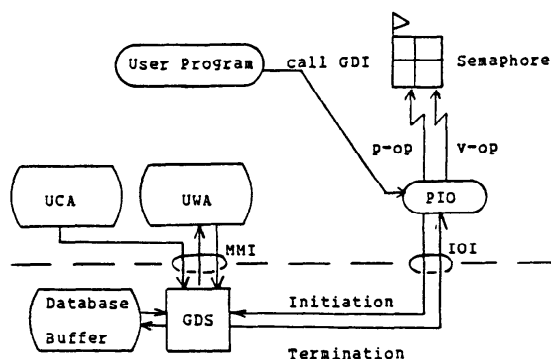 User Program
call GDI
Semaphore
p-op
v-op
UCA
UWA
PIO
MMI
IOI
Database
Buffer
GDS
Initiation
Termination